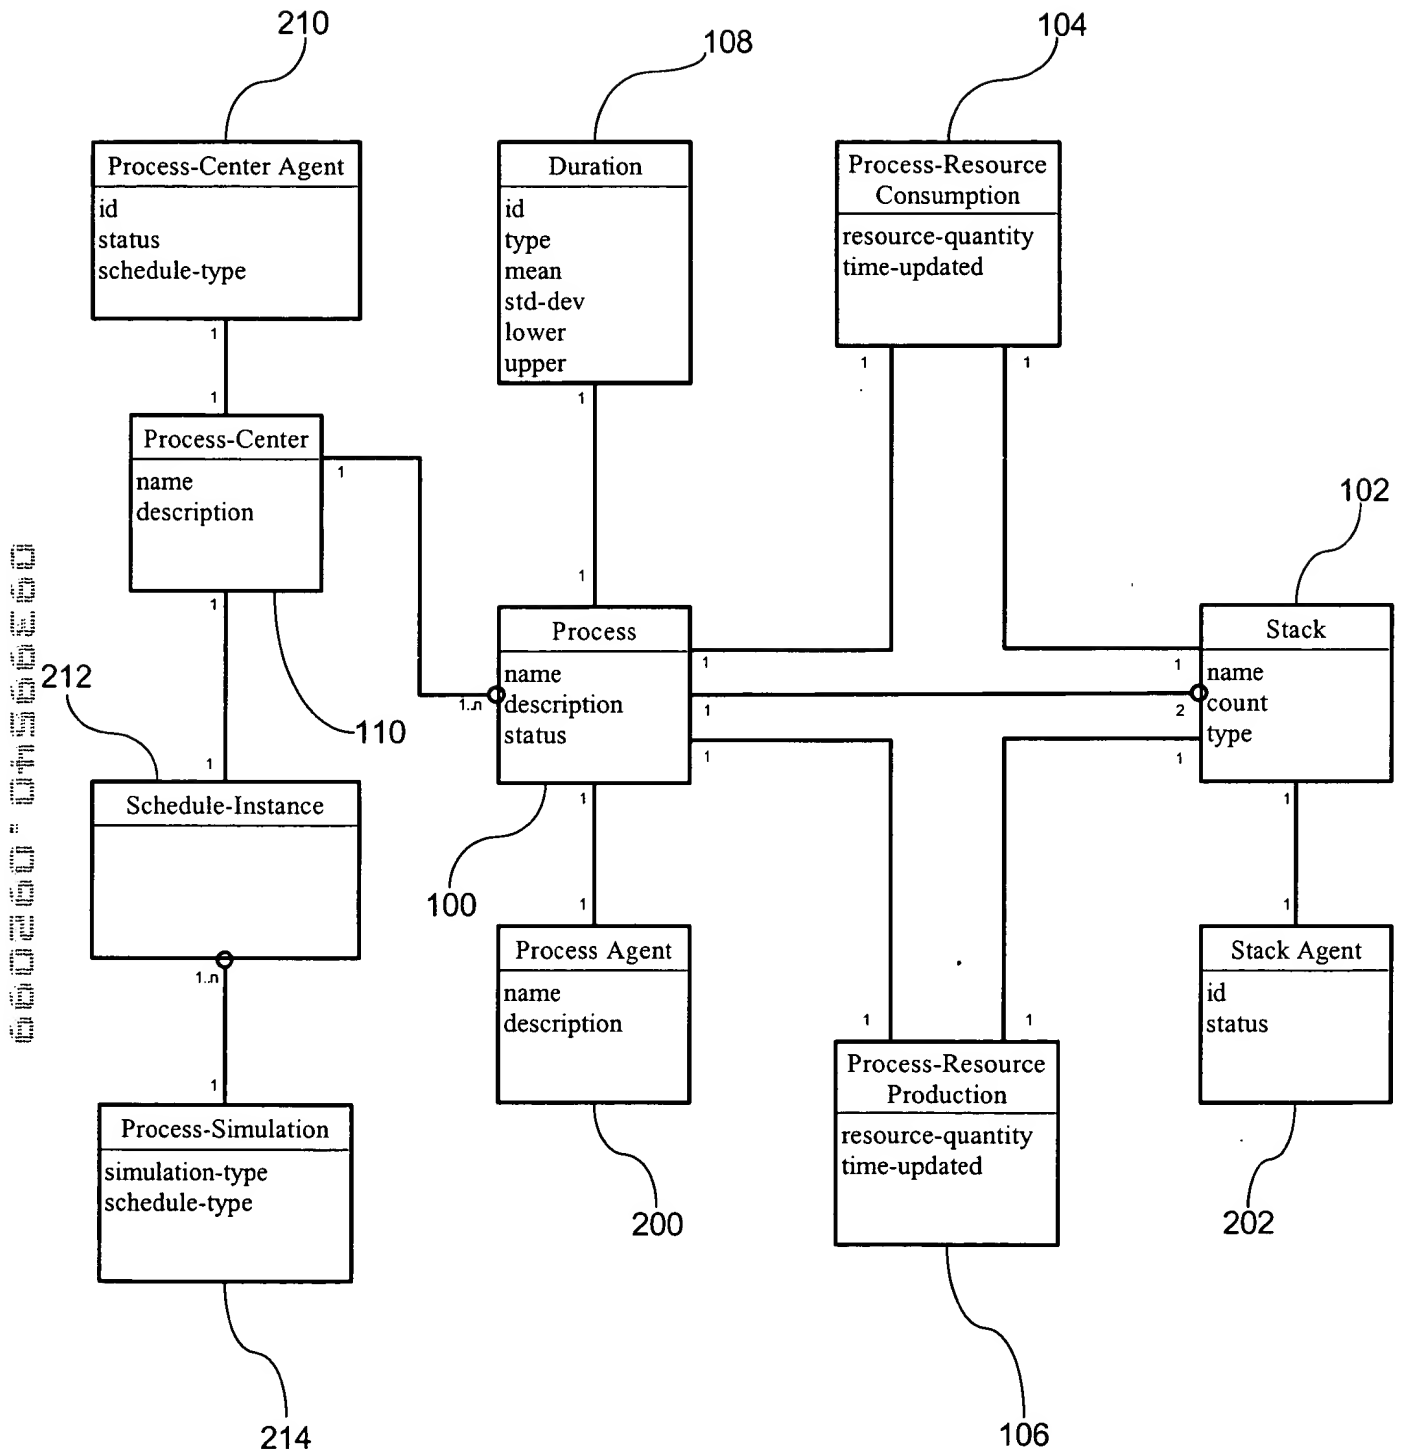 210
108
104
Process-Center Agent
id
status
schedule-type
1
Duration
id
type
mean
std-dev
lower
upper
1
Process-Resource
Consumption
resource-quantity
time-updated
1
1
1
Process-Center
name
description
1
1
102
1
Process
name
description
status
1..n
1
1
1
1
Stack
name
count
type
1
2
1
1
212
110
1
Schedule-Instance
1..n
100
1
Process Agent
name
description
1
Stack Agent
id
status
1
1
Process-Resource
Production
resource-quantity
time-updated
1
Process-Simulation
simulation-type
schedule-type
200
202
214
106
09399540.092099